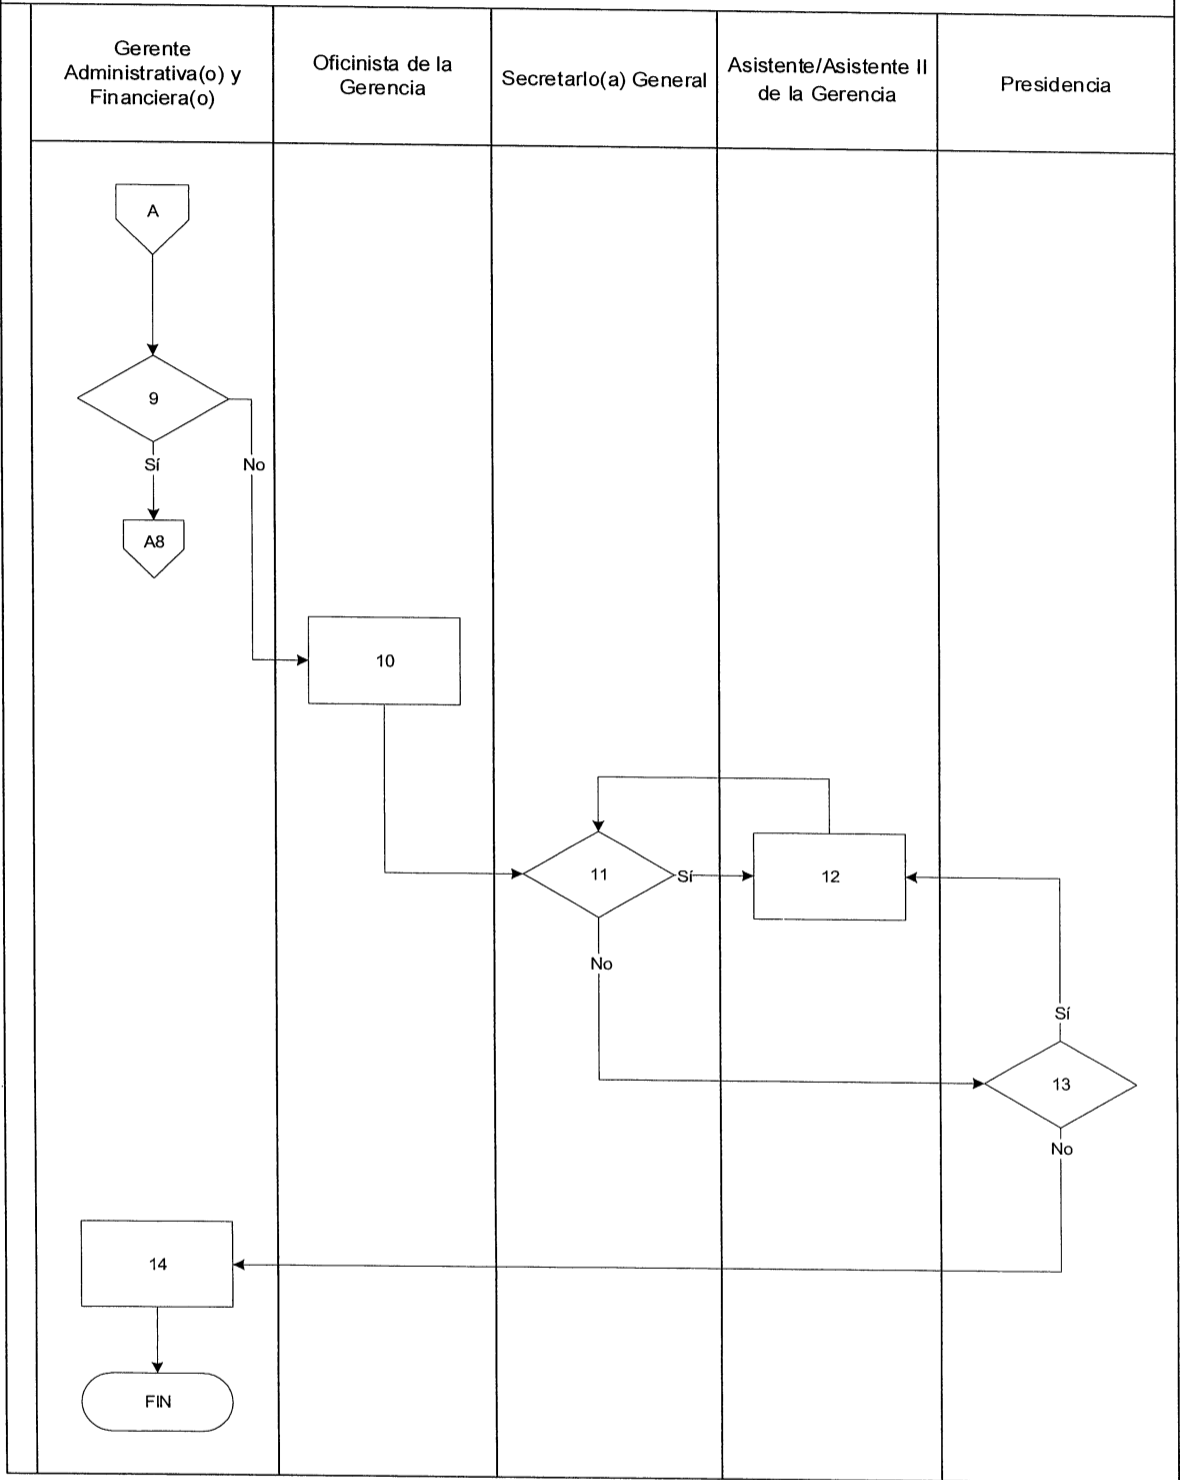 Gerente
Administrativa(o) y
Financiera(o)
Oficinista de la
Gerencia
Secretario(a) General
Asistente/Asistente II
de la Gerencia
Presidencia
A
9
Sí
No
A8
10
11
Sí
12
No
Sí
13
No
14
FIN